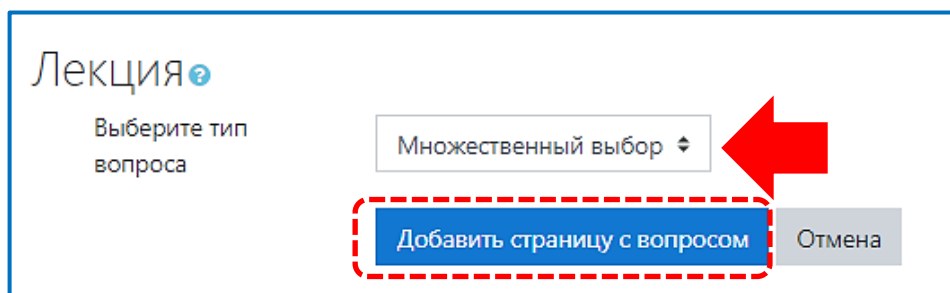 Лекция
Выберите тип
вопроса
Множественный выбор
Добавить страницу с вопросом
Отмена